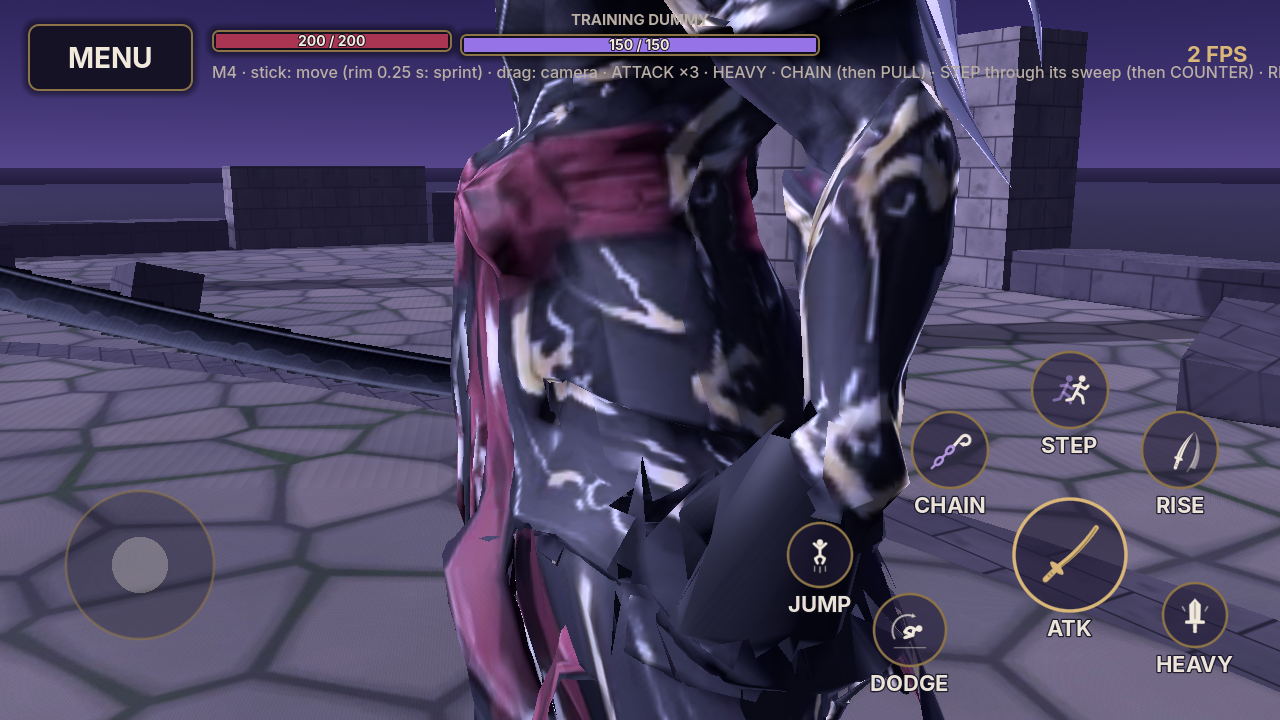 TRAINING DUMMY
MENU
200 / 200
150 / 150
2 FPS
M4 · stick: move (rim 0.25 s: sprint) · drag: camera · ATTACK ×3 · HEAVY · CHAIN (then PULL) · STEP through its sweep (then COUNTER) ·
STEP
CHAIN
RISE
JUMP
ATK
DODGE
HEAVY